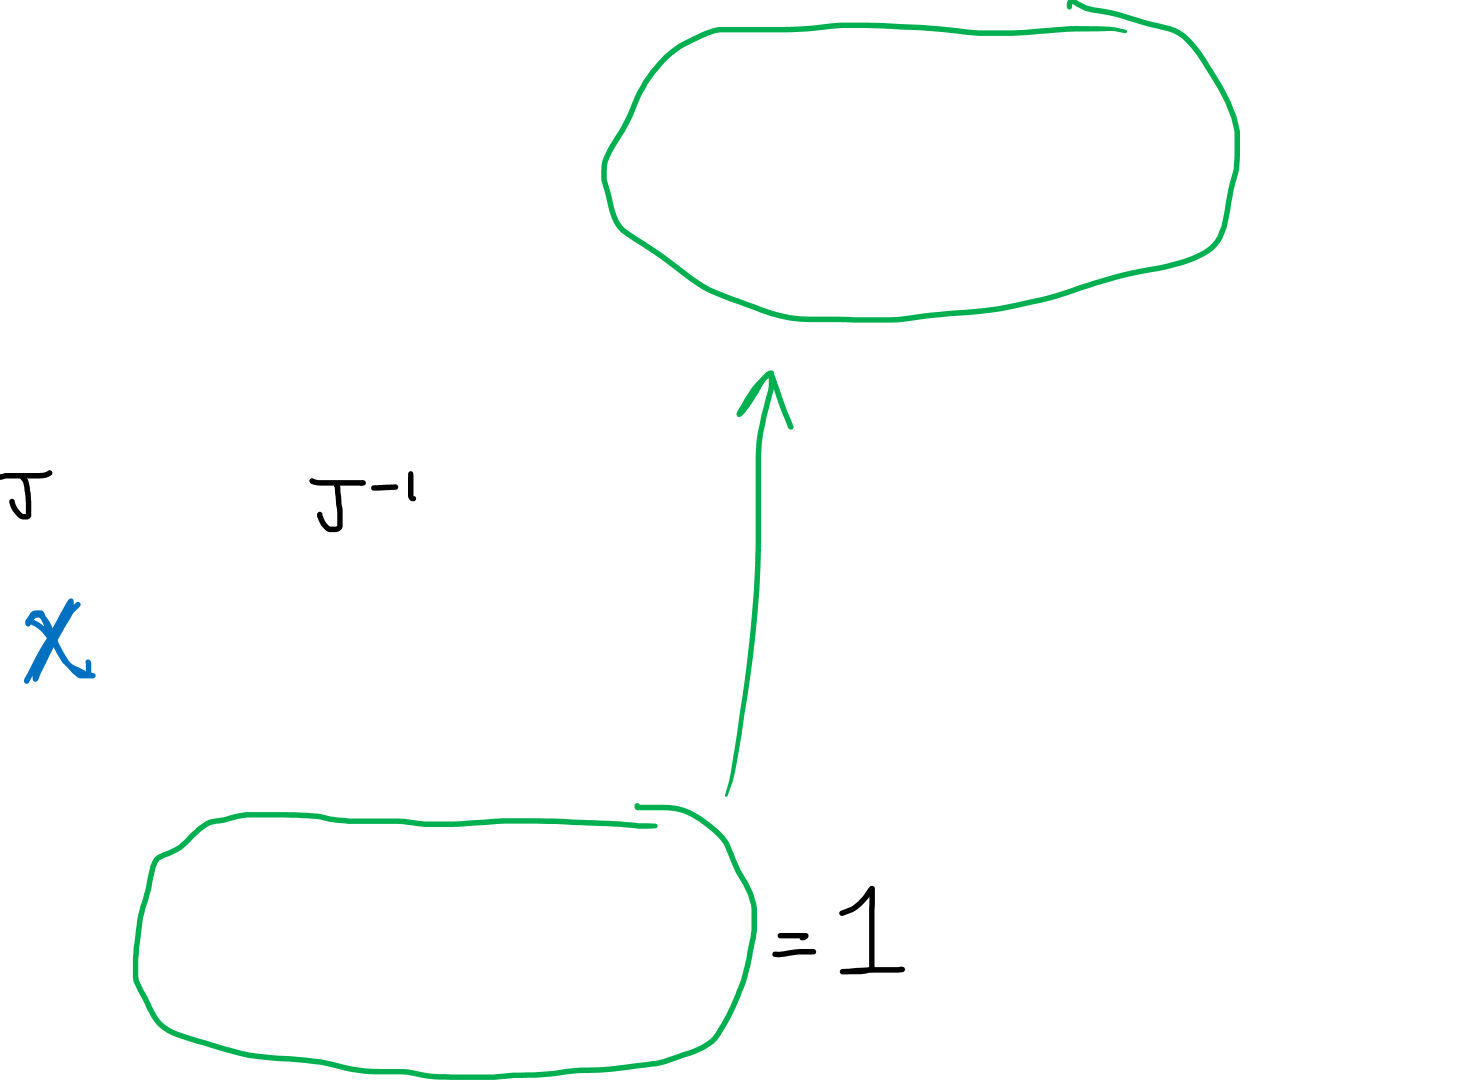 J J⁻¹
X
= 1